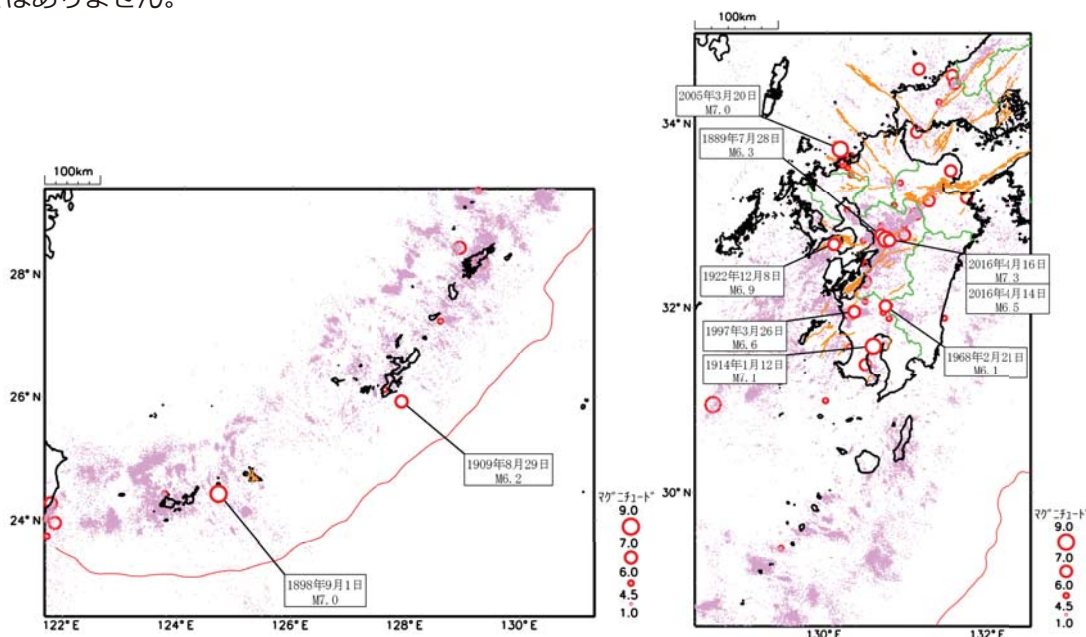 はありません。
100km
28°N
26°N
24°N
122°E
124°E
126°E
128°E
130°E
1909年8月29日
M6.2
1898年9月1日
M7.0
マグニチュード
9.0
7.0
6.0
4.5
1.0
100km
34°N
32°N
30°N
130°E
132°E
2005年3月20日
M7.0
1889年7月28日
M6.3
1922年12月8日
M6.9
1997年3月26日
M6.6
1914年1月12日
M7.1
2016年4月16日
M7.3
2016年4月14日
M6.5
1968年2月21日
M6.1
マグニチュード
9.0
7.0
6.0
4.5
1.0